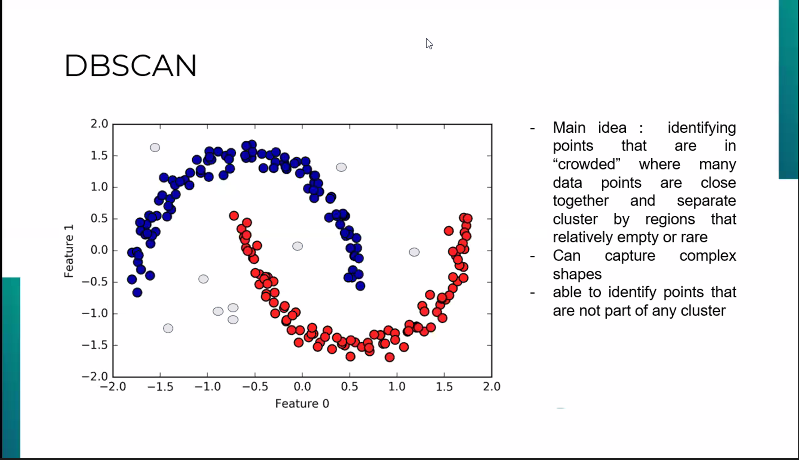 DBSCAN
2.0
1.5
1.0
0.5
0.0
−0.5
−1.0
−1.5
−2.0
Feature 1
−2.0 −1.5 −1.0 −0.5 0.0 0.5 1.0 1.5 2.0
Feature 0
- Main idea : identifying
points that are in
“crowded” where many
data points are close
together and separate
cluster by regions that
relatively empty or rare
- Can capture complex
shapes
- able to identify points that
are not part of any cluster